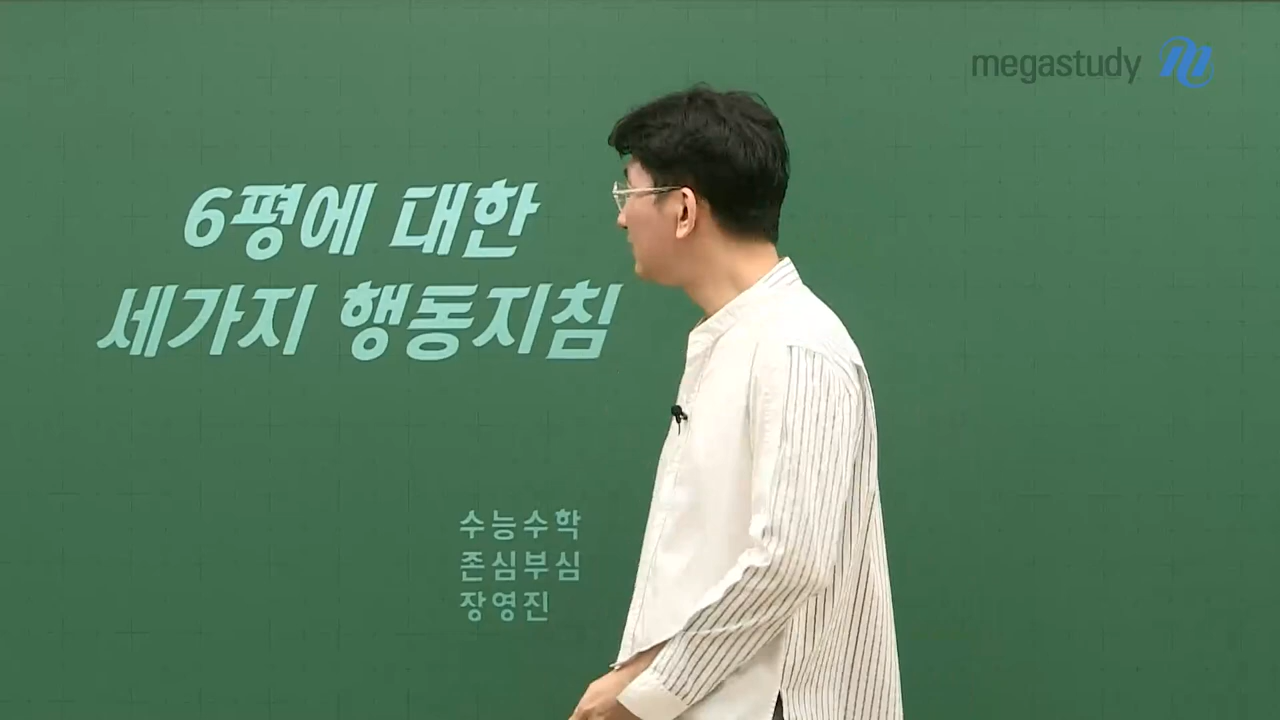 megastudy
6평에 대한
세가지 행동지침
수능수학
존심부심
장영진